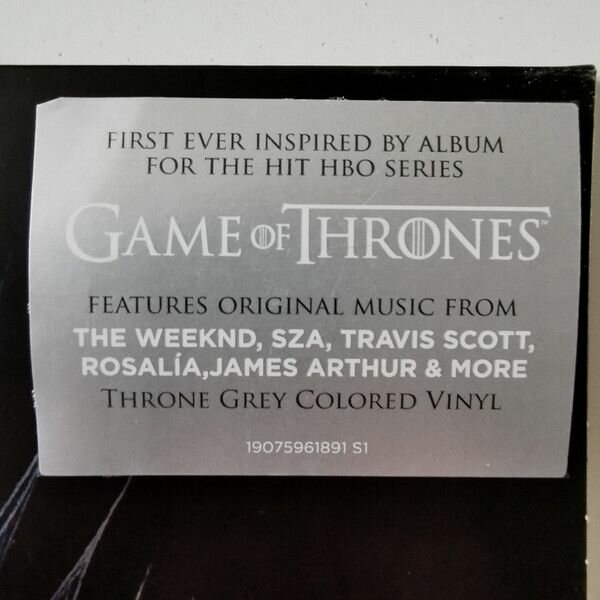 FIRST EVER INSPIRED BY ALBUM
FOR THE HIT HBO SERIES
GAME OF THRONES™
FEATURES ORIGINAL MUSIC FROM
THE WEEKND, SZA, TRAVIS SCOTT,
ROSALÍA,JAMES ARTHUR & MORE
THRONE GREY COLORED VINYL
19075961891 S1